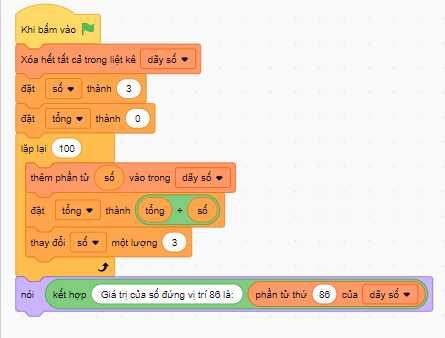 Khi bấm vào
Xóa hết tất cả trong liệt kê dãy số
đặt số thành 3
đặt tổng thành 0
lặp lại 100
thêm phần tử số vào trong dãy số
đặt tổng thành tổng + số
thay đổi số một lượng 3
nói kết hợp Giá trị của số đứng vị trí 86 là: phần tử thứ 86 của dãy số